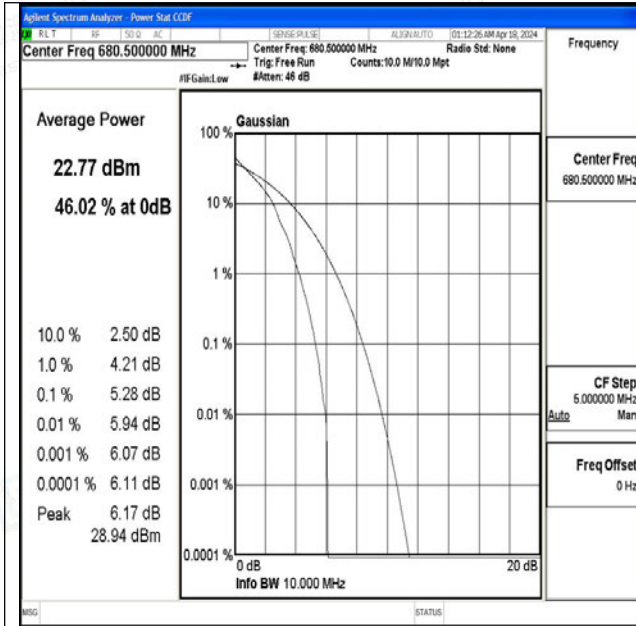 Agilent Spectrum Analyzer - Power Stat CCDF
RLT RF 50 Ω AC SENSE:PULSE ALIGN AUTO 01:12:26 AM Apr 18, 2024
Center Freq 680.500000 MHz
Center Freq: 680.500000 MHz Radio Std: None
Trig: Free Run Counts:10.0 M/10.0 Mpt
#IFGain:Low #Atten: 46 dB
Frequency
Average Power
22.77 dBm
46.02 % at 0dB
10.0 % 2.50 dB
1.0 % 4.21 dB
0.1 % 5.28 dB
0.01 % 5.94 dB
0.001 % 6.07 dB
0.0001 % 6.11 dB
Peak 6.17 dB
28.94 dBm
Gaussian
100 %
10 %
1 %
0.1 %
0.01 %
0.001 %
0.0001 %
0 dB 20 dB
Info BW 10.000 MHz
Center Freq
680.500000 MHz
CF Step
5.000000 MHz
Auto Man
Freq Offset
0 Hz
MSG STATUS